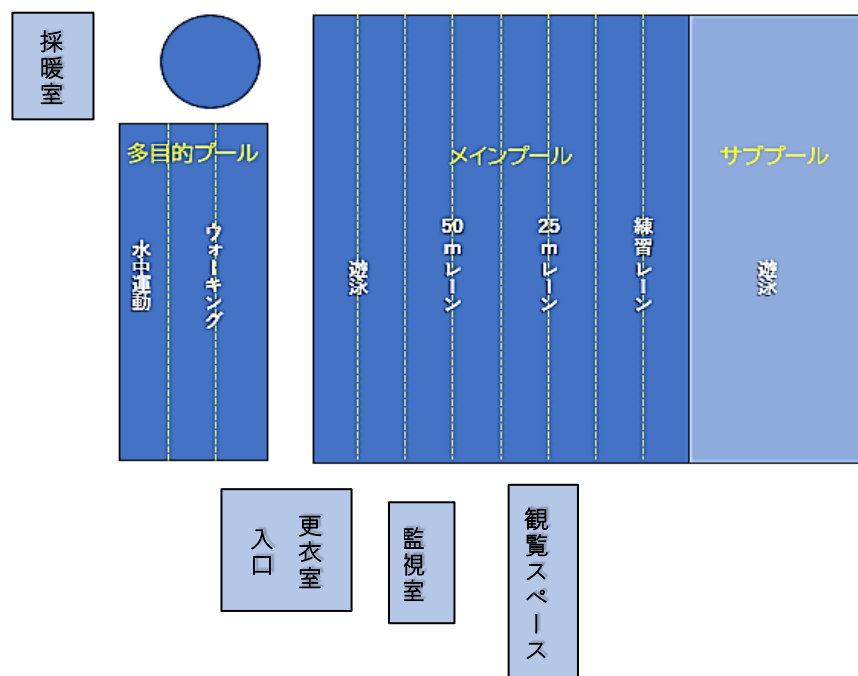 採暖室
多目的プール
メインプール
サブプール
水中運動
ウォーキング
遊泳
50mレーン
25mレーン
練習レーン
遊泳
更衣室
入口
監視室
観覧スペース